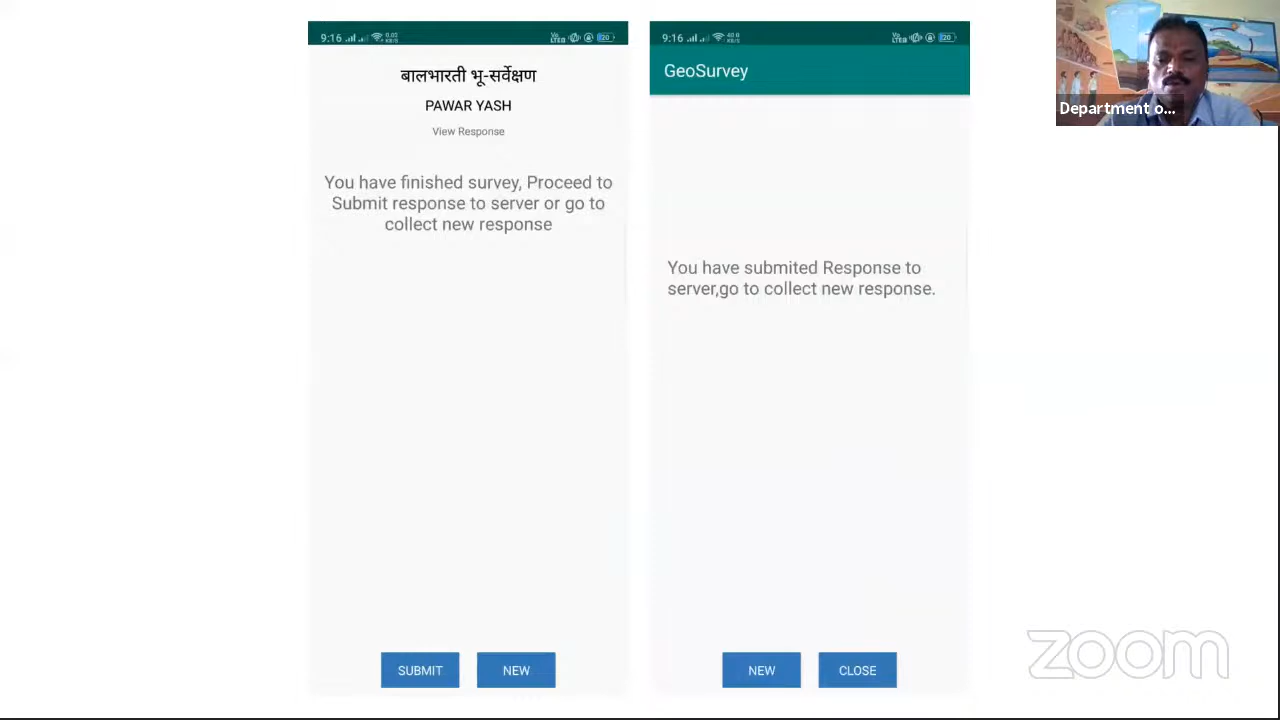 9:16
बालभारती भू-सर्वेक्षण
PAWAR YASH
View Response
You have finished survey, Proceed to
Submit response to server or go to
collect new response
SUBMIT NEW
9:16
GeoSurvey
You have submited Response to
server,go to collect new response.
NEW CLOSE
Department o...
zoom